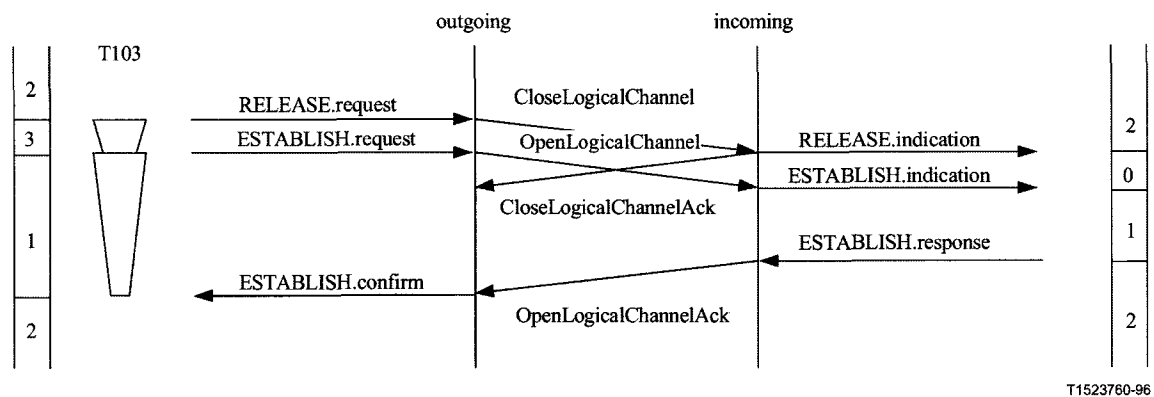 outgoing incoming
T103
2
RELEASE.request CloseLogicalChannel
2
3 ESTABLISH.request OpenLogicalChannel RELEASE.indication
ESTABLISH.indication 0
CloseLogicalChannelAck
1 ESTABLISH.response 1
ESTABLISH.confirm
OpenLogicalChannelAck
2 2
T1523760-96